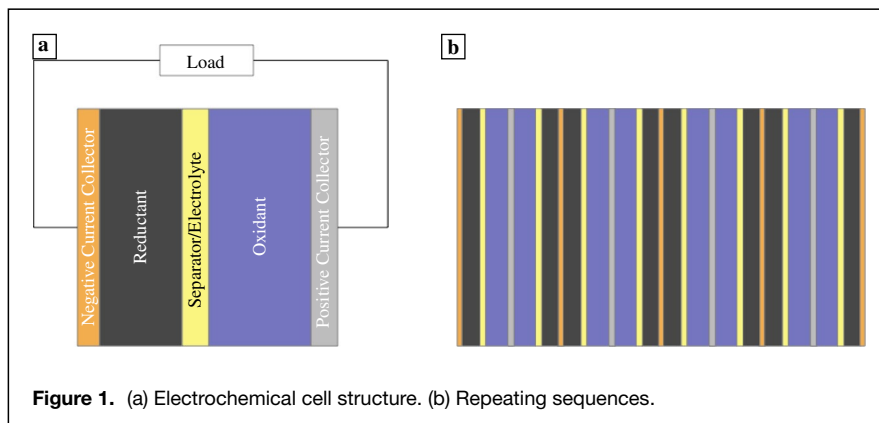 a
Load
Negative Current Collector
Reductant
Separator/Electrolyte
Oxidant
Positive Current Collector
b
Figure 1. (a) Electrochemical cell structure. (b) Repeating sequences.